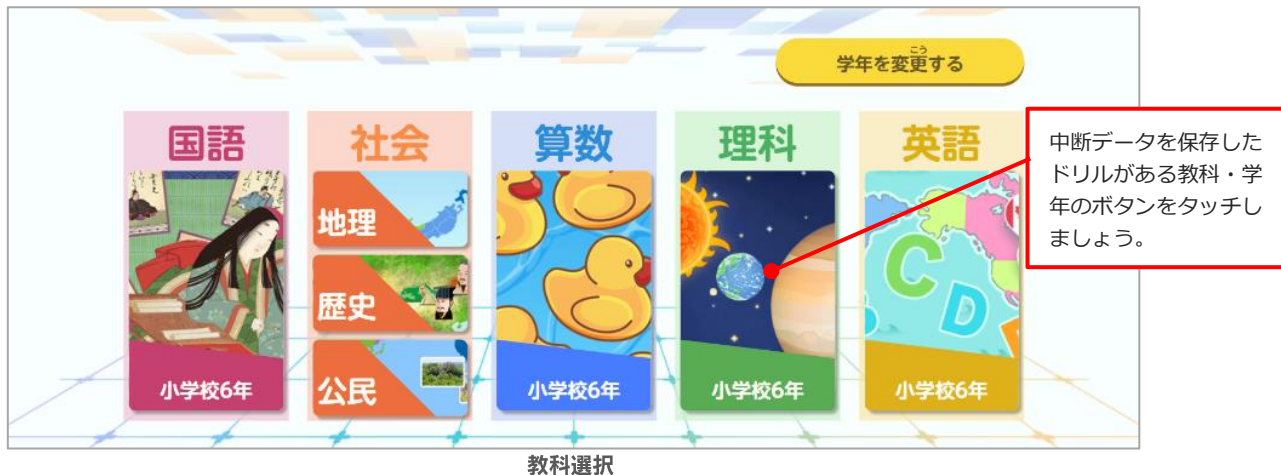 こう
学年を変更する
国語
小学校6年
社会
地理
歴史
公民
算数
小学校6年
理科
小学校6年
英語
C
D
小学校6年
中断データを保存した
ドリルがある教科・学
年のボタンをタッチし
ましょう。
教科選択